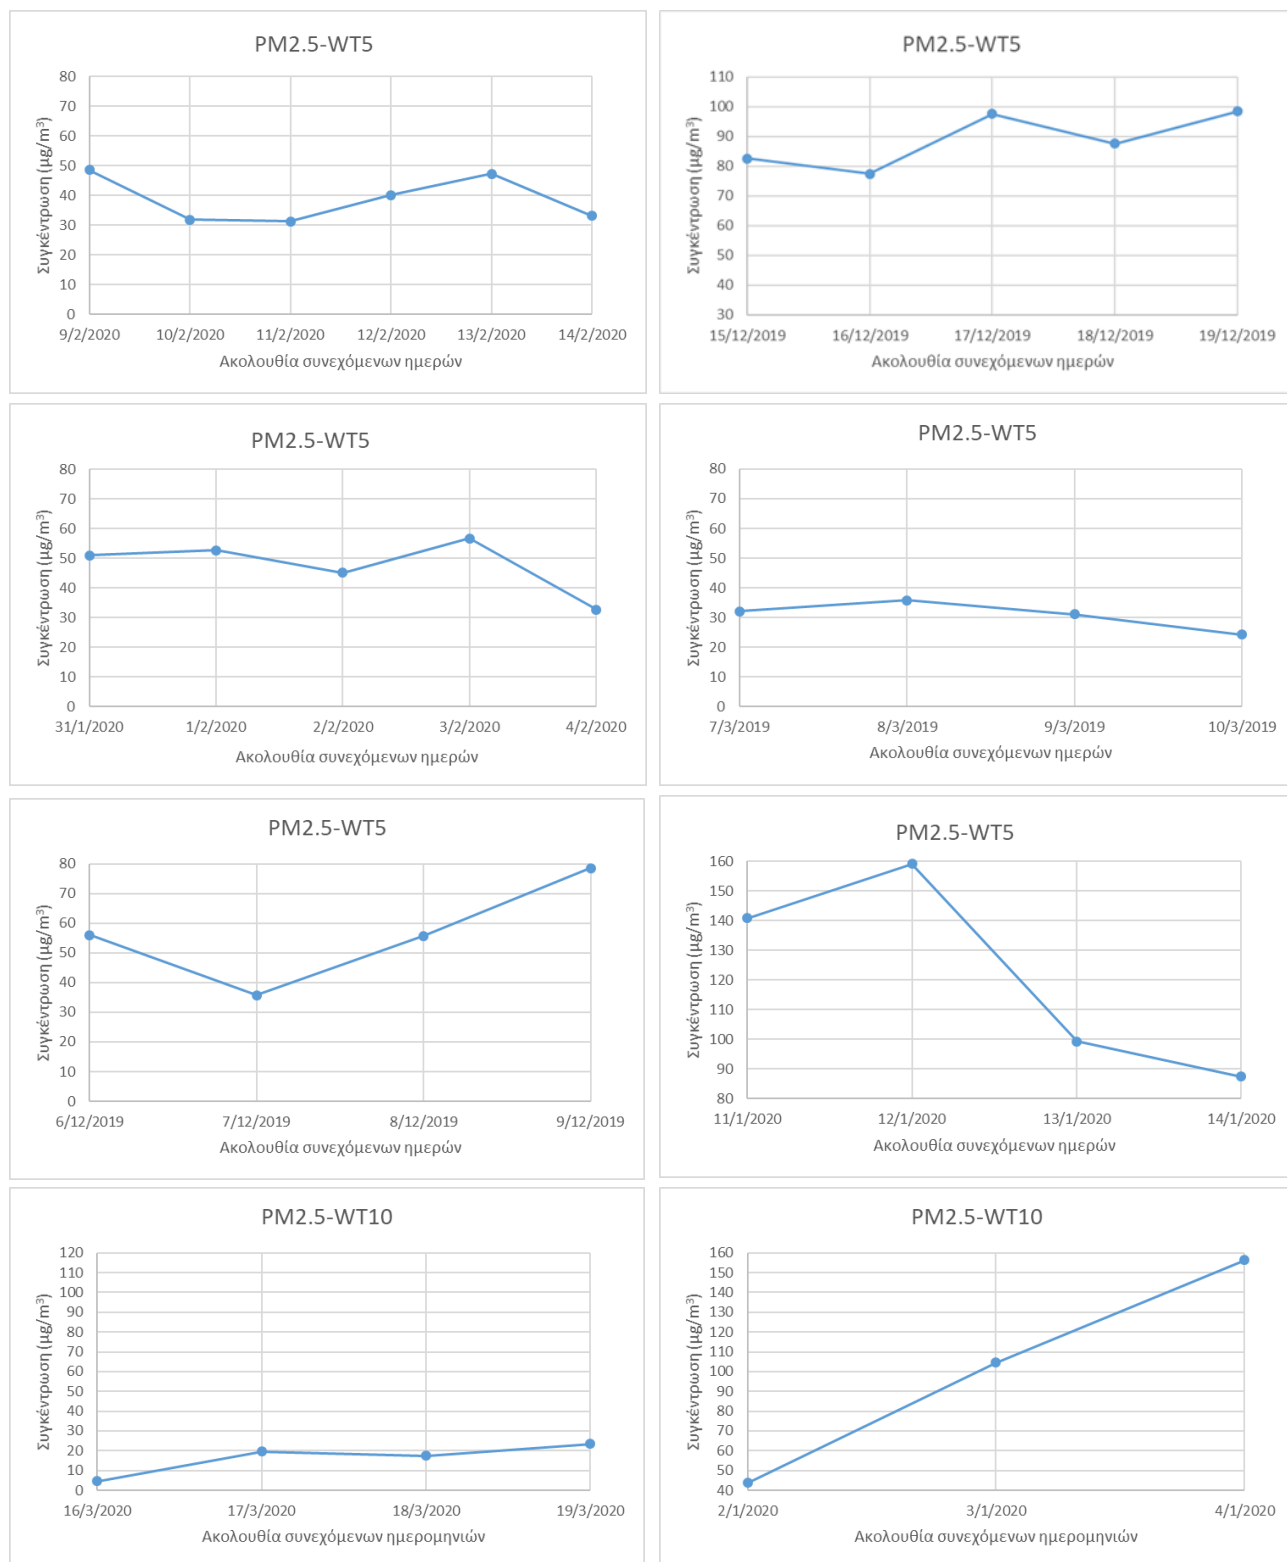 PM2.5-WT5
Συγκέντρωση (μg/m³)
80
70
60
50
40
30
20
10
0
9/2/2020 10/2/2020 11/2/2020 12/2/2020 13/2/2020 14/2/2020
Ακολουθία συνεχόμενων ημερών
PM2.5-WT5
Συγκέντρωση (μg/m³)
110
100
90
80
70
60
50
40
30
15/12/2019 16/12/2019 17/12/2019 18/12/2019 19/12/2019
Ακολουθία συνεχόμενων ημερών
PM2.5-WT5
Συγκέντρωση (μg/m³)
80
70
60
50
40
30
20
10
0
31/1/2020 1/2/2020 2/2/2020 3/2/2020 4/2/2020
Ακολουθία συνεχόμενων ημερών
PM2.5-WT5
Συγκέντρωση (μg/m³)
80
70
60
50
40
30
20
10
0
7/3/2019 8/3/2019 9/3/2019 10/3/2019
Ακολουθία συνεχόμενων ημερών
PM2.5-WT5
Συγκέντρωση (μg/m³)
80
70
60
50
40
30
20
10
0
6/12/2019 7/12/2019 8/12/2019 9/12/2019
Ακολουθία συνεχόμενων ημερών
PM2.5-WT5
Συγκέντρωση (μg/m³)
160
150
140
130
120
110
100
90
80
11/1/2020 12/1/2020 13/1/2020 14/1/2020
Ακολουθία συνεχόμενων ημερών
PM2.5-WT10
Συγκέντρωση (μg/m³)
120
110
100
90
80
70
60
50
40
30
20
10
0
16/3/2020 17/3/2020 18/3/2020 19/3/2020
Ακολουθία συνεχόμενων ημερομηνιών
PM2.5-WT10
Συγκέντρωση (μg/m³)
160
150
140
130
120
110
100
90
80
70
60
50
40
2/1/2020 3/1/2020 4/1/2020
Ακολουθία συνεχόμενων ημερομηνιών